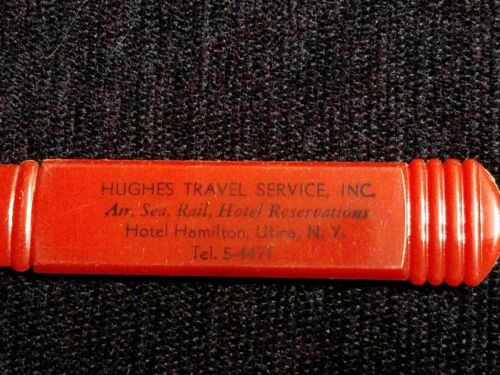 HUGHES TRAVEL SERVICE, INC.
Air, Sea, Rail, Hotel Reservations
Hotel Hamilton, Utica, N. Y.
Tel. 5-4471